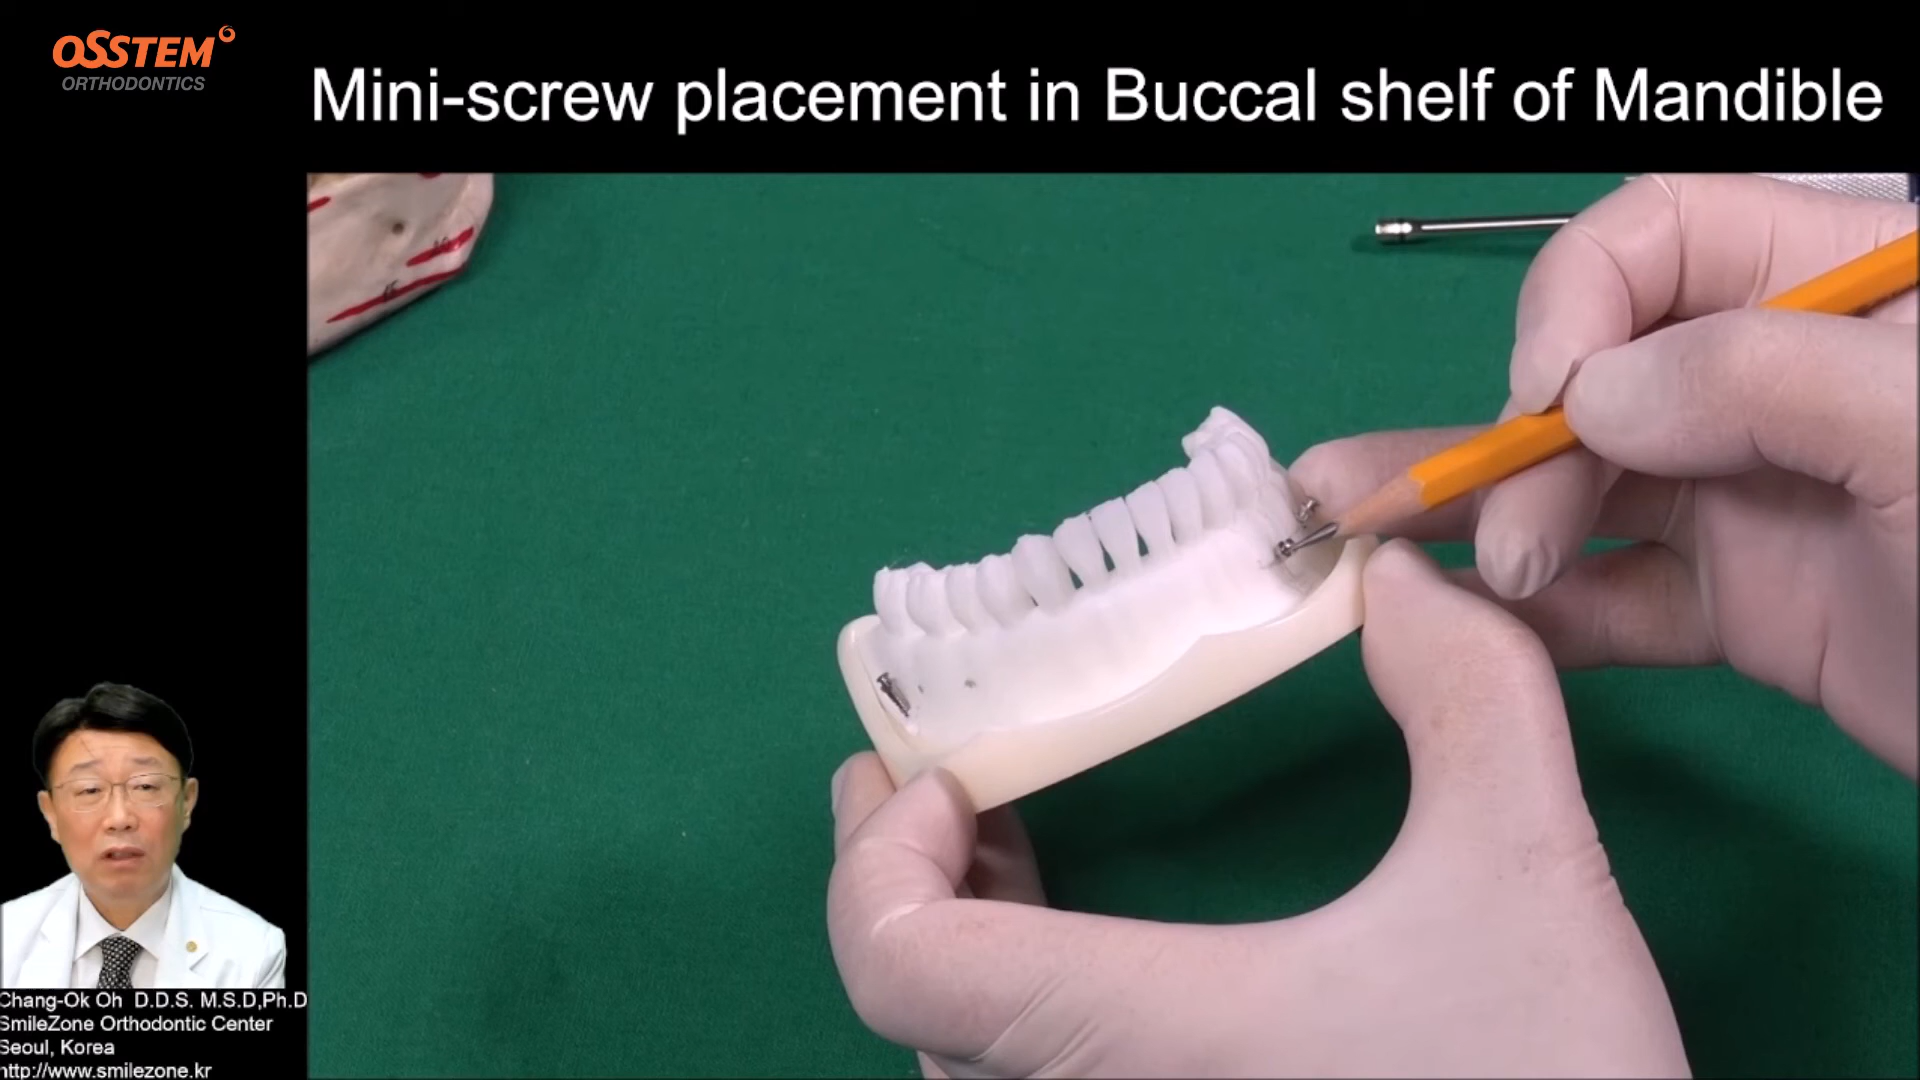 OSSTEM
ORTHODONTICS
Mini-screw placement in Buccal shelf of Mandible
Chang-Ok Oh D.D.S. M.S.D,Ph.D
SmileZone Orthodontic Center
Seoul, Korea
http://www.smilezone.kr